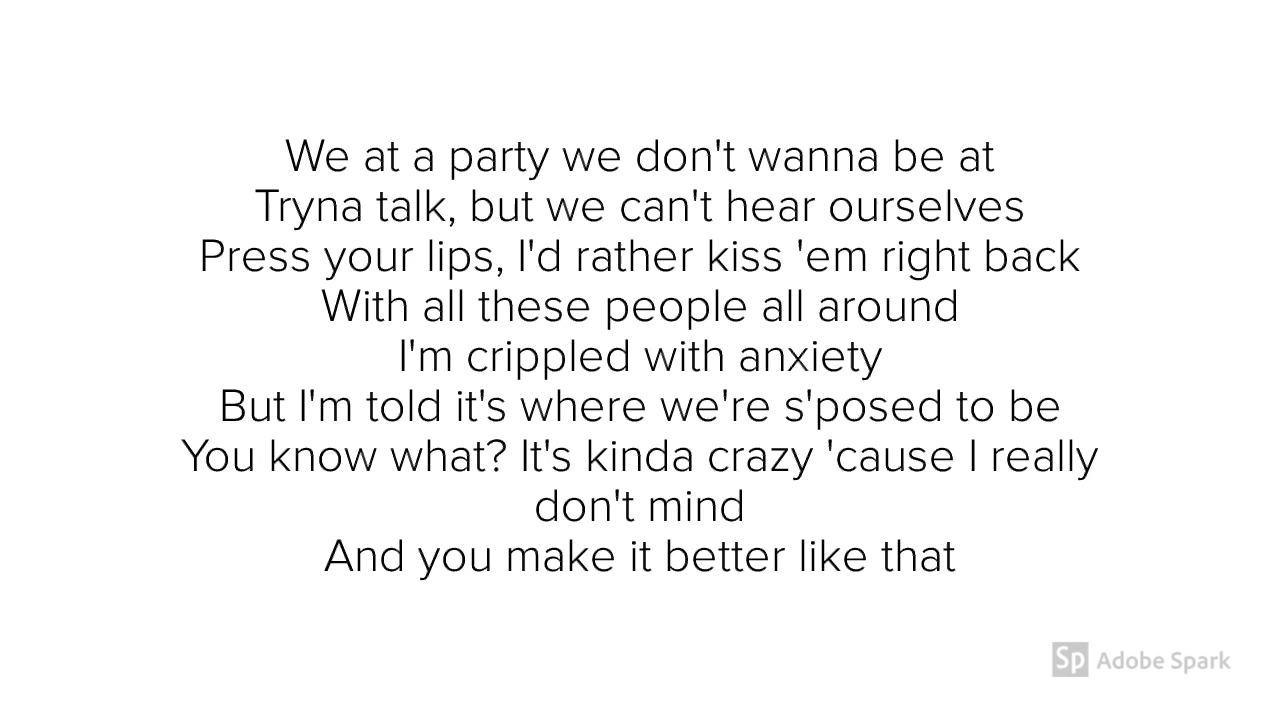 We at a party we don't wanna be at
Tryna talk, but we can't hear ourselves
Press your lips, I'd rather kiss 'em right back
With all these people all around
I'm crippled with anxiety
But I'm told it's where we're s'posed to be
You know what? It's kinda crazy 'cause I really
don't mind
And you make it better like that
Sp Adobe Spark